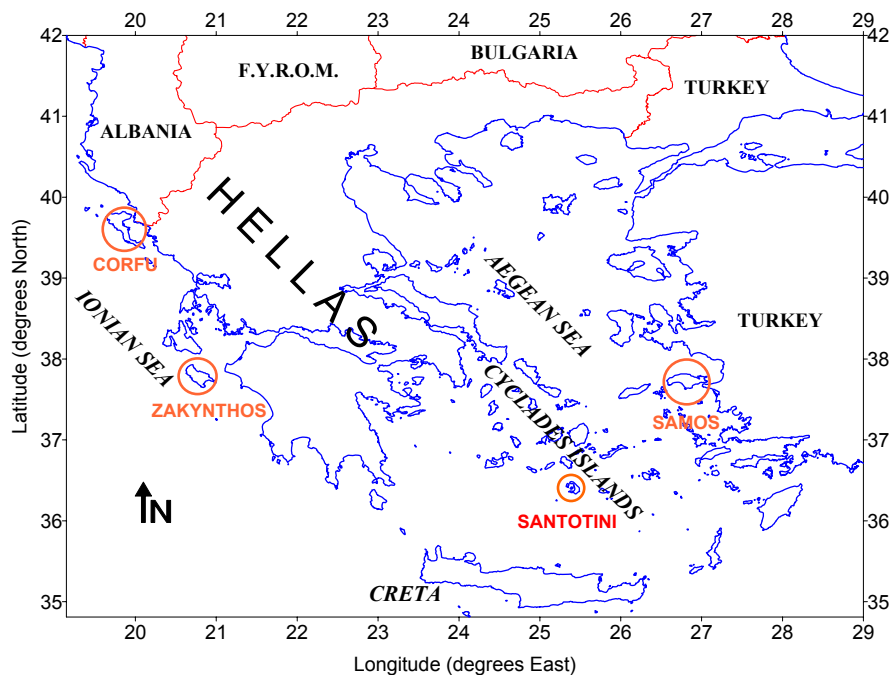 20 21 22 23 24 25 26 27 28 29
42 42
BULGARIA
F.Y.R.O.M.
TURKEY
41 41
ALBANIA
HELLAS
40 40
CORFU
AEGEAN SEA
39 39
IONIAN SEA
TURKEY
38 38
CYCLADES ISLANDS
ZAKYNTHOS
SAMOS
37 37
N
SANTOTINI
36 36
CRETA
35 35
20 21 22 23 24 25 26 27 28 29
Latitude (degrees North)
Longitude (degrees East)